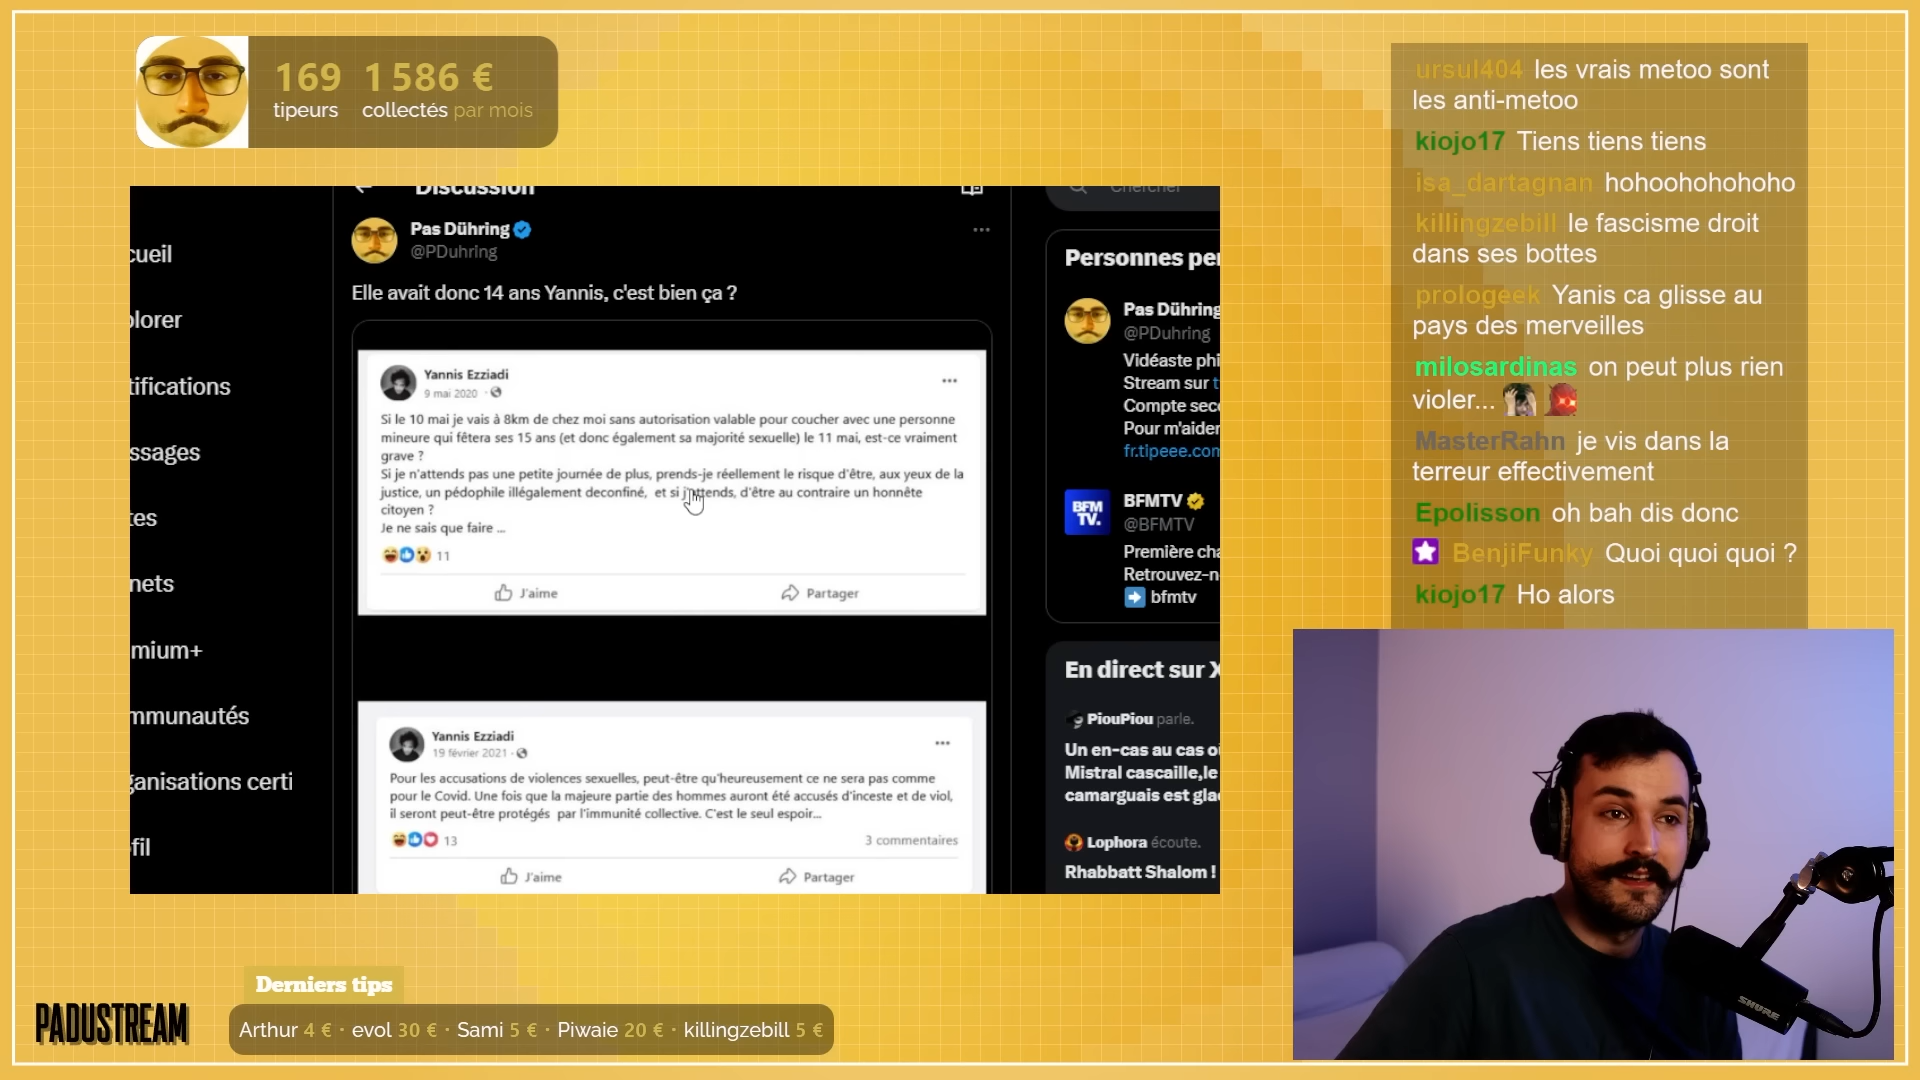 169 1 586 €
tipeurs collectés par mois
Discussion
Pas Dühring
@PDuhring
Elle avait donc 14 ans Yannis, c'est bien ça ?
Yannis Ezziadi
9 mai 2020 ·
Si le 10 mai je vais à 8km de chez moi sans autorisation valable pour coucher avec une personne
mineure qui fêtera ses 15 ans (et donc également sa majorité sexuelle) le 11 mai, est-ce vraiment
grave ?
Si je n'attends pas une petite journée de plus, prends-je réellement le risque d'être, aux yeux de la
justice, un pédophile illégalement deconfiné, et si j'attends, d'être au contraire un honnête
citoyen ?
Je ne sais que faire ...
11
J'aime Partager
Yannis Ezziadi
19 février 2021 ·
Pour les accusations de violences sexuelles, peut-être qu'heureusement ce ne sera pas comme
pour le Covid. Une fois que la majeure partie des hommes auront été accusés d'inceste et de viol,
il seront peut-être protégés par l'immunité collective. C'est le seul espoir...
13 3 commentaires
J'aime Partager
cueil
plorer
tifications
ssages
tes
nets
mium+
mmunautés
ganisations certi
fil
Chercher
Personnes per
Pas Dühring
@PDuhring
Vidéaste phi
Stream sur t
Compte seco
Pour m'aider
fr.tipeee.com
BFMTV
@BFMTV
Première cha
Retrouvez-n
bfmtv
En direct sur X
PiouPiou parle.
Un en-cas au cas où
Mistral cascaille,le
camarguais est glac
Lophora écoute.
Rhabbatt Shalom !
ursul404 les vrais metoo sont
les anti-metoo
kiojo17 Tiens tiens tiens
isa_dartagnan hohoohohohoho
killingzebill le fascisme droit
dans ses bottes
prologeek Yanis ca glisse au
pays des merveilles
milosardinas on peut plus rien
violer...
MasterRahn je vis dans la
terreur effectivement
Epolisson oh bah dis donc
BenjiFunky Quoi quoi quoi ?
kiojo17 Ho alors
SHURE
Derniers tips
PADUSTREAM
Arthur 4 € · evol 30 € · Sami 5 € · Piwaie 20 € · killingzebill 5 €